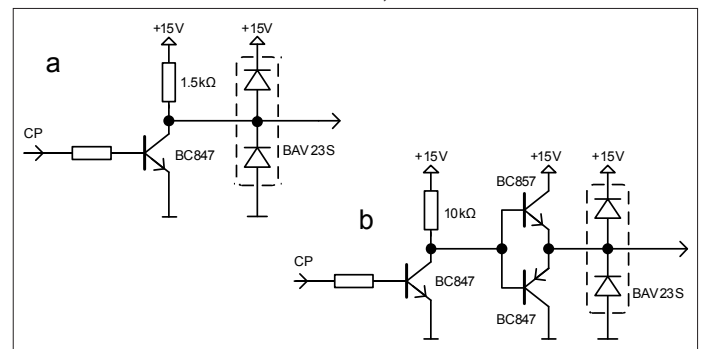 +15V
+15V
a
1.5kΩ
CP
BC847
BAV23S
+15V
+15V
+15V
BC857
b
10kΩ
CP
BC847
BC847
BAV23S